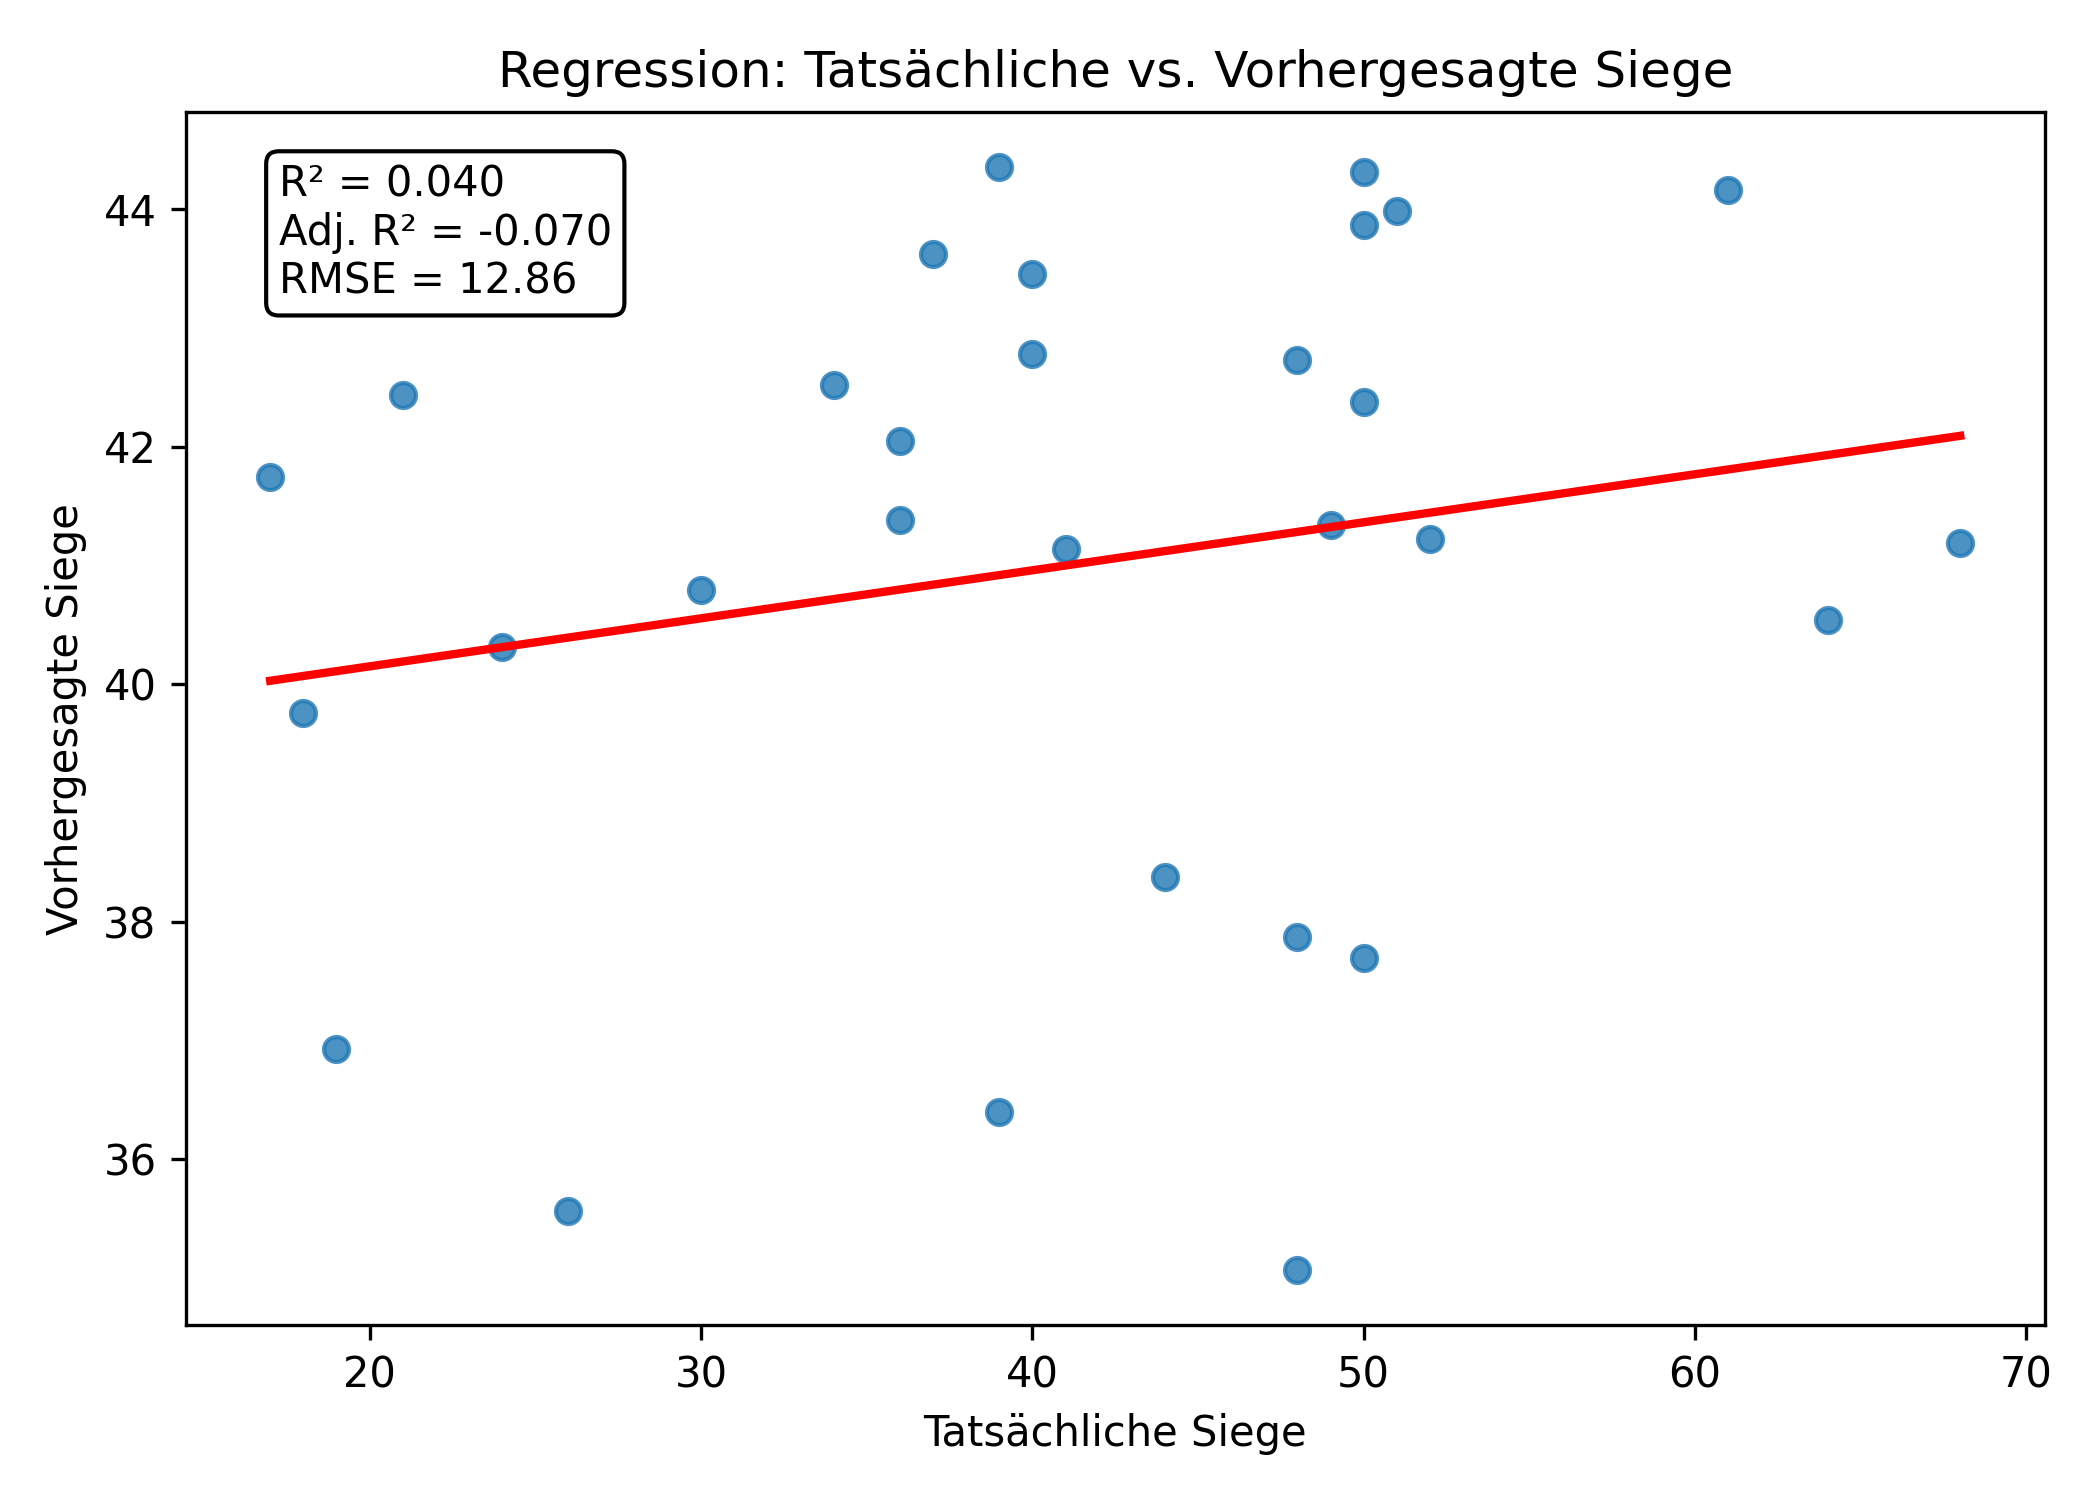 Regression: Tatsächliche vs. Vorhergesagte Siege
R² = 0.040
Adj. R² = -0.070
RMSE = 12.86
44
42
40
38
36
Vorhergesagte Siege
20
30
40
50
60
70
Tatsächliche Siege